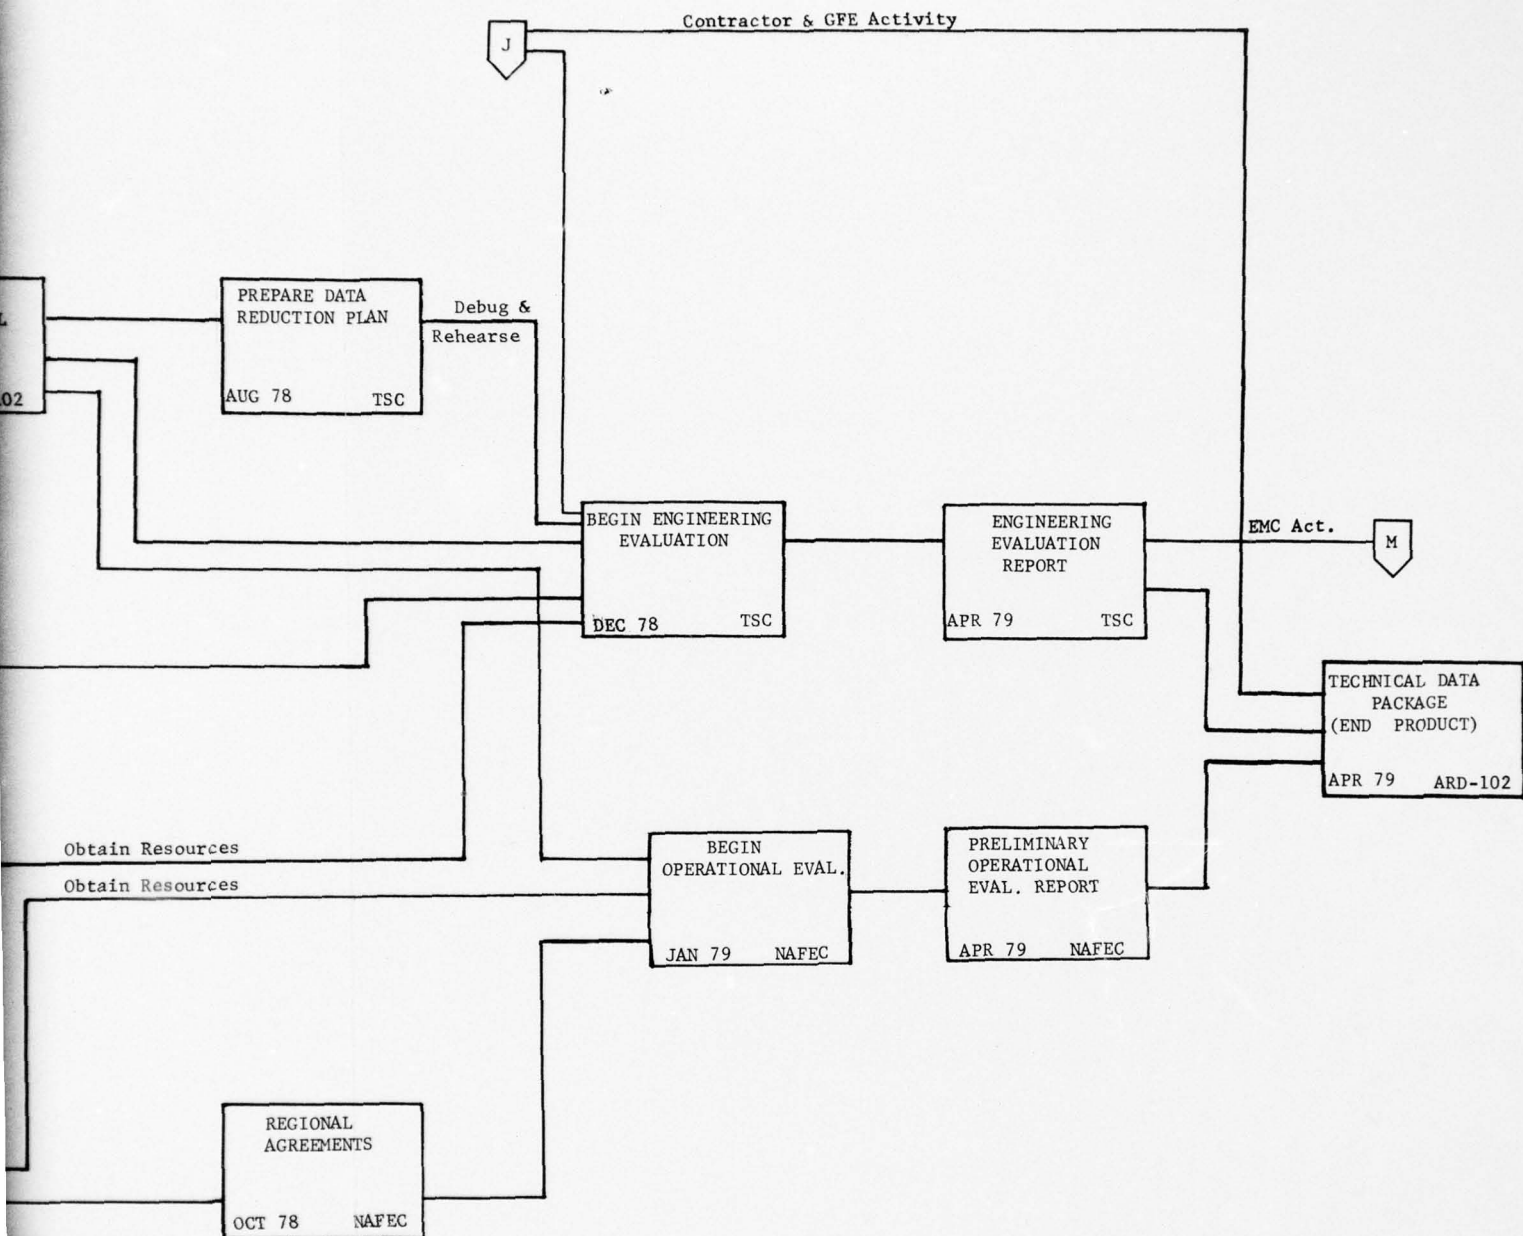 Contractor & GFE Activity
J
L
102
PREPARE DATA
REDUCTION PLAN
AUG 78 TSC
Debug &
Rehearse
BEGIN ENGINEERING
EVALUATION
DEC 78 TSC
ENGINEERING
EVALUATION
REPORT
APR 79 TSC
EMC Act.
M
TECHNICAL DATA
PACKAGE
(END PRODUCT)
APR 79 ARD-102
Obtain Resources
Obtain Resources
BEGIN
OPERATIONAL EVAL.
JAN 79 NAFEC
PRELIMINARY
OPERATIONAL
EVAL. REPORT
APR 79 NAFEC
REGIONAL
AGREEMENTS
OCT 78 NAFEC